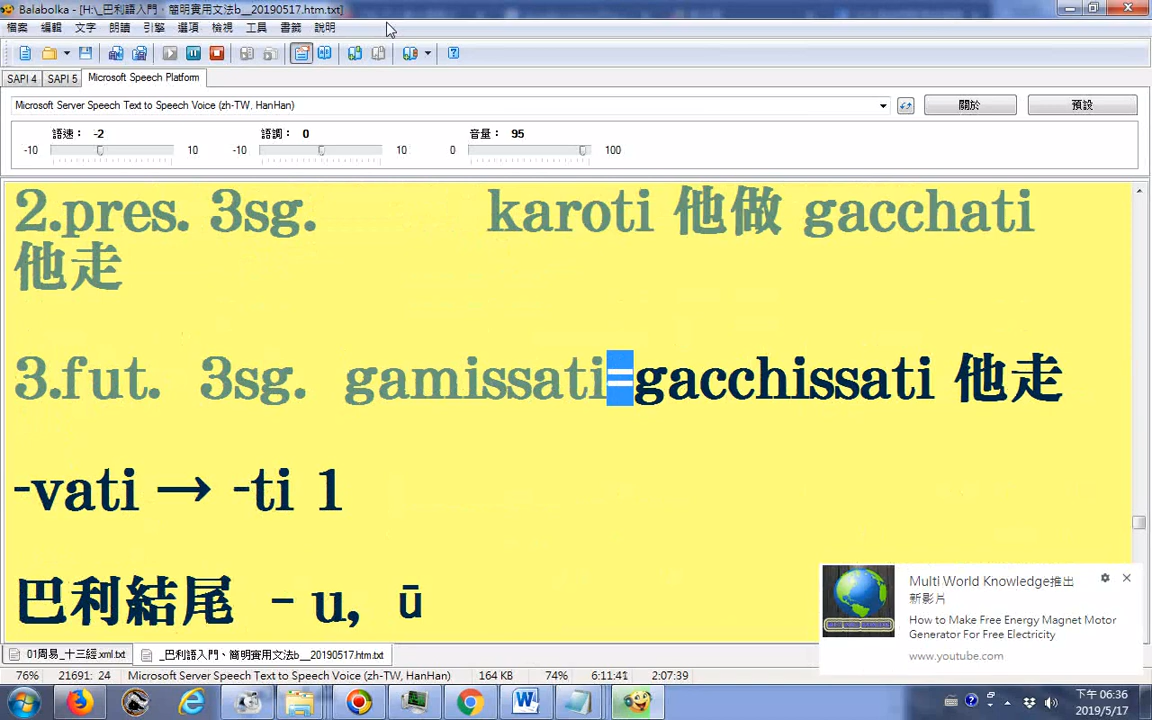 Balabolka - [H:\_巴利語入門、簡明實用文法b__20190517.htm.txt]
檔案 編輯 文字 朗讀 引擎 選項 檢視 工具 書籤 說明
SAPI 4 SAPI 5 Microsoft Speech Platform
Microsoft Server Speech Text to Speech Voice (zh-TW, HanHan) 關於 預設
語速: -2 語調: 0 音量: 95
-10 10 -10 10 0 100
2.pres. 3sg. karoti 他做 gacchati
他走
3.fut. 3sg. gamissati=gacchissati 他走
-vati → -ti 1
巴利結尾 －u, ū
Multi World Knowledge推出
新影片
How to Make Free Energy Magnet Motor
Generator For Free Electricity
www.youtube.com
01周易_十三經.xml.txt _巴利語入門、簡明實用文法b__20190517.htm.txt
76% 21691: 24 Microsoft Server Speech Text to Speech Voice (zh-TW, HanHan) 164 KB 74% 6:11:41 2:07:39
下午 06:36
2019/5/17